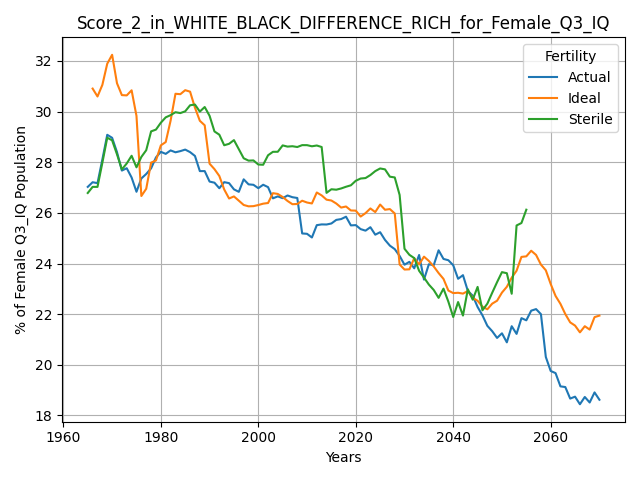 Score_2_in_WHITE_BLACK_DIFFERENCE_RICH_for_Female_Q3_IQ
Fertility
Actual
Ideal
Sterile
% of Female Q3_IQ Population
32
30
28
26
24
22
20
18
1960
1980
2000
2020
2040
2060
Years